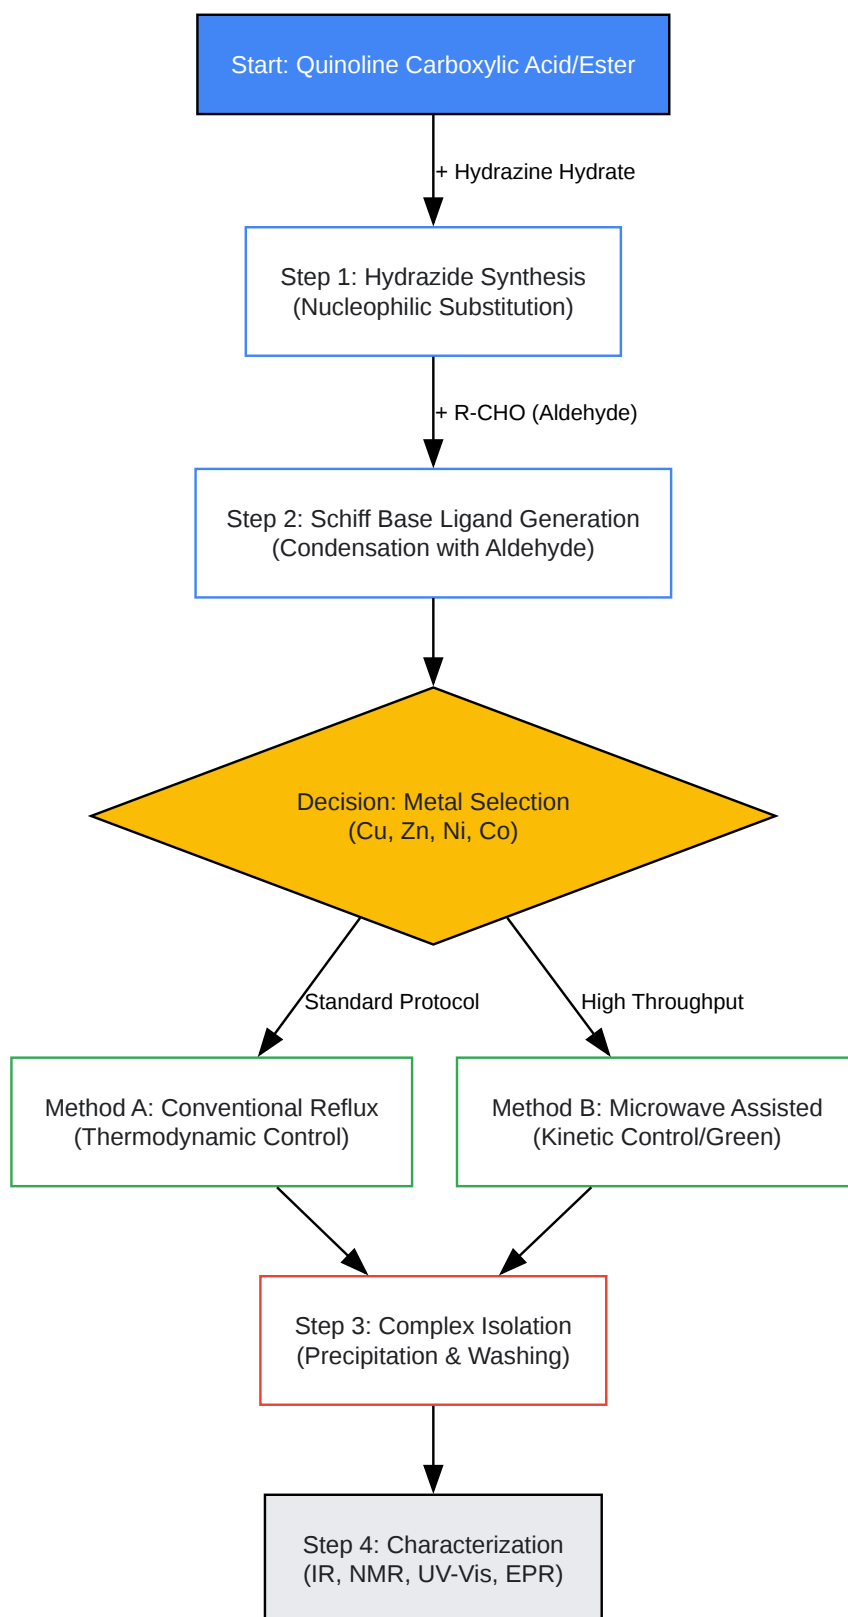 Start: Quinoline Carboxylic Acid/Ester
+ Hydrazine Hydrate
Step 1: Hydrazide Synthesis
(Nucleophilic Substitution)
+ R-CHO (Aldehyde)
Step 2: Schiff Base Ligand Generation
(Condensation with Aldehyde)
Decision: Metal Selection
(Cu, Zn, Ni, Co)
Standard Protocol
High Throughput
Method A: Conventional Reflux
(Thermodynamic Control)
Method B: Microwave Assisted
(Kinetic Control/Green)
Step 3: Complex Isolation
(Precipitation & Washing)
Step 4: Characterization
(IR, NMR, UV-Vis, EPR)